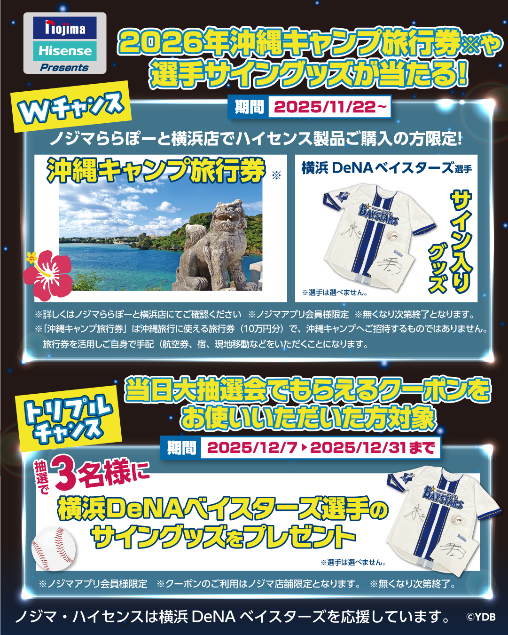 nojima
Hisense
Presents
2026年沖縄キャンプ旅行券※や
選手サイングッズが当たる!
Wチャンス
期間 2025/11/22~
ノジマららぽーと横浜店でハイセンス製品ご購入の方限定!
沖縄キャンプ旅行券 ※
横浜DeNAベイスターズ選手
サイン入り
グッズ
BAYSTARS
※選手は選べません。
※詳しくはノジマららぽーと横浜店にてご確認ください ※ノジマアプリ会員様限定 ※無くなり次第終了となります。
※「沖縄キャンプ旅行券」は沖縄旅行に使える旅行券(10万円分)で、沖縄キャンプへご招待するものではありません。
旅行券を活用しご自身で手配(航空券、宿、現地移動などをいただくことになります。
トリプル
チャンス
当日大抽選会でもらえるクーポンを
お使いいただいた方対象
期間 2025/12/7▶2025/12/31まで
抽選で3名様に
横浜DeNAベイスターズ選手の
サイングッズをプレゼント
BAYSTARS
※選手は選べません。
※ノジマアプリ会員様限定 ※クーポンのご利用はノジマ店舗限定となります。 ※無くなり次第終了。
ノジマ・ハイセンスは横浜DeNAベイスターズを応援しています。 ©YDB